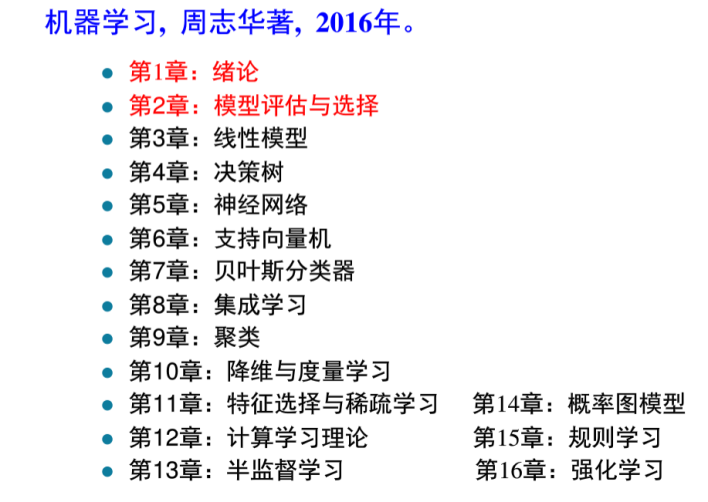 机器学习, 周志华著, 2016年。
第1章：绪论
第2章：模型评估与选择
第3章：线性模型
第4章：决策树
第5章：神经网络
第6章：支持向量机
第7章：贝叶斯分类器
第8章：集成学习
第9章：聚类
第10章：降维与度量学习
第11章：特征选择与稀疏学习 第14章：概率图模型
第12章：计算学习理论 第15章：规则学习
第13章：半监督学习 第16章：强化学习